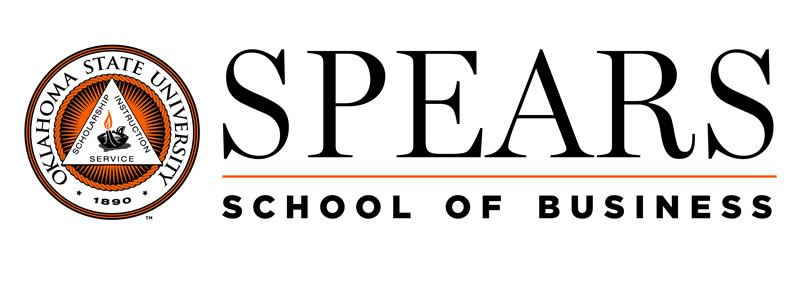 OKLAHOMA STATE UNIVERSITY
SCHOLARSHIP
INSTRUCTION
SERVICE
★ 1890 ★
™
SPEARS
SCHOOL OF BUSINESS